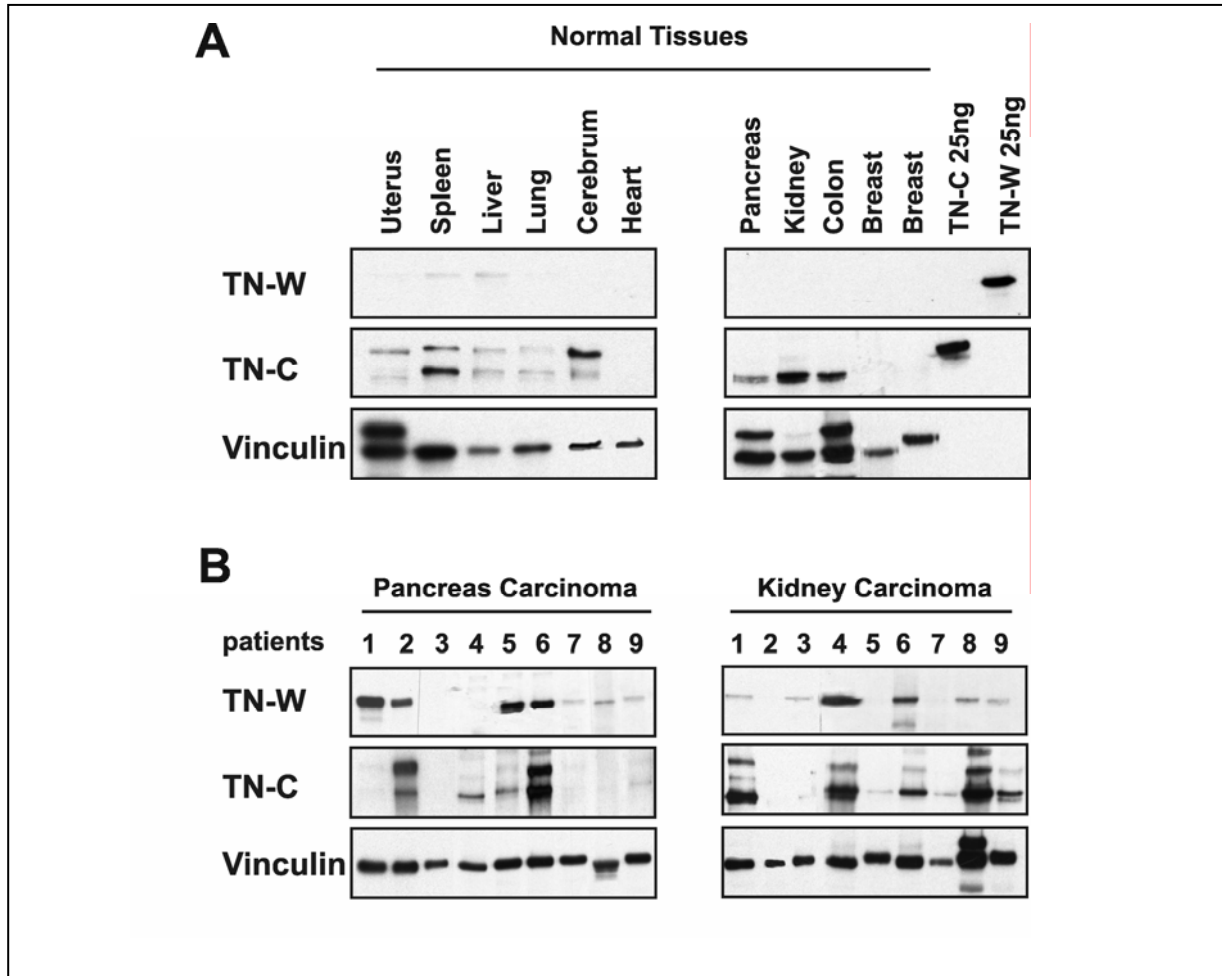 A
Normal Tissues
Uterus
Spleen
Liver
Lung
Cerebrum
Heart
Pancreas
Kidney
Colon
Breast
Breast
TN-C 25ng
TN-W 25ng
TN-W
TN-C
Vinculin
B
Pancreas Carcinoma Kidney Carcinoma
patients 1 2 3 4 5 6 7 8 9 1 2 3 4 5 6 7 8 9
TN-W
TN-C
Vinculin